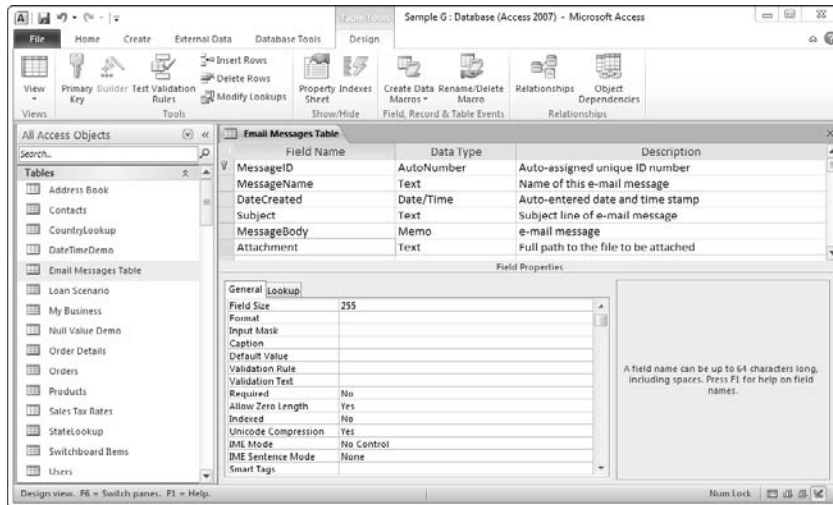 Table Tools
Sample G : Database (Access 2007) - Microsoft Access
File Home Create External Data Database Tools Design
View
Primary Key
Builder
Test Validation Rules
Insert Rows
Delete Rows
Modify Lookups
Property Sheet
Indexes
Create Data Macros
Rename/Delete Macro
Relationships
Object Dependencies
Views
Tools
Show/Hide
Field, Record & Table Events
Relationships
All Access Objects
Search...
Tables
Address Book
Contacts
CountryLookup
DateTimeDemo
Email Messages Table
Loan Scenario
My Business
Null Value Demo
Order Details
Orders
Products
Sales Tax Rates
StateLookup
Switchboard Items
Users
Email Messages Table
Field Name Data Type Description
MessageID AutoNumber Auto-assigned unique ID number
MessageName Text Name of this e-mail message
DateCreated Date/Time Auto-entered date and time stamp
Subject Text Subject line of e-mail message
MessageBody Memo e-mail message
Attachment Text Full path to the file to be attached
Field Properties
General Lookup
Field Size 255
Format
Input Mask
Caption
Default Value
Validation Rule
Validation Text
Required No
Allow Zero Length Yes
Indexed No
Unicode Compression Yes
IME Mode No Control
IME Sentence Mode None
Smart Tags
A field name can be up to 64 characters long,
including spaces. Press F1 for help on field
names.
Design view. F6 = Switch panes. F1 = Help.
Num Lock